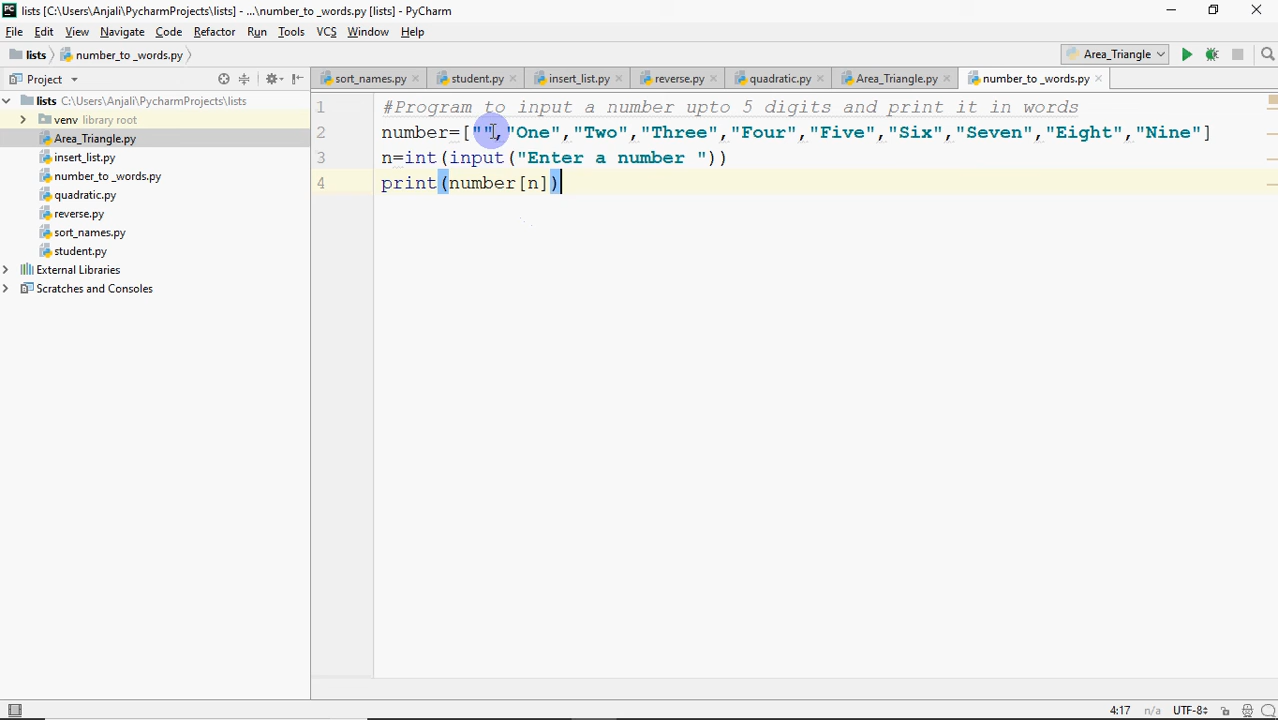 lists [C:\Users\Anjali\PycharmProjects\lists] - ...\number_to _words.py [lists] - PyCharm
File Edit View Navigate Code Refactor Run Tools VCS Window Help
lists number_to _words.py Area_Triangle
Project sort_names.py student.py insert_list.py reverse.py quadratic.py Area_Triangle.py number_to _words.py
lists C:\Users\Anjali\PycharmProjects\lists
venv library root
Area_Triangle.py
insert_list.py
number_to _words.py
quadratic.py
reverse.py
sort_names.py
student.py
External Libraries
Scratches and Consoles
1 #Program to input a number upto 5 digits and print it in words
2 number=["","One","Two","Three","Four","Five","Six","Seven","Eight","Nine"]
3 n=int(input("Enter a number "))
4 print(number[n])
4:17 n/a UTF-8